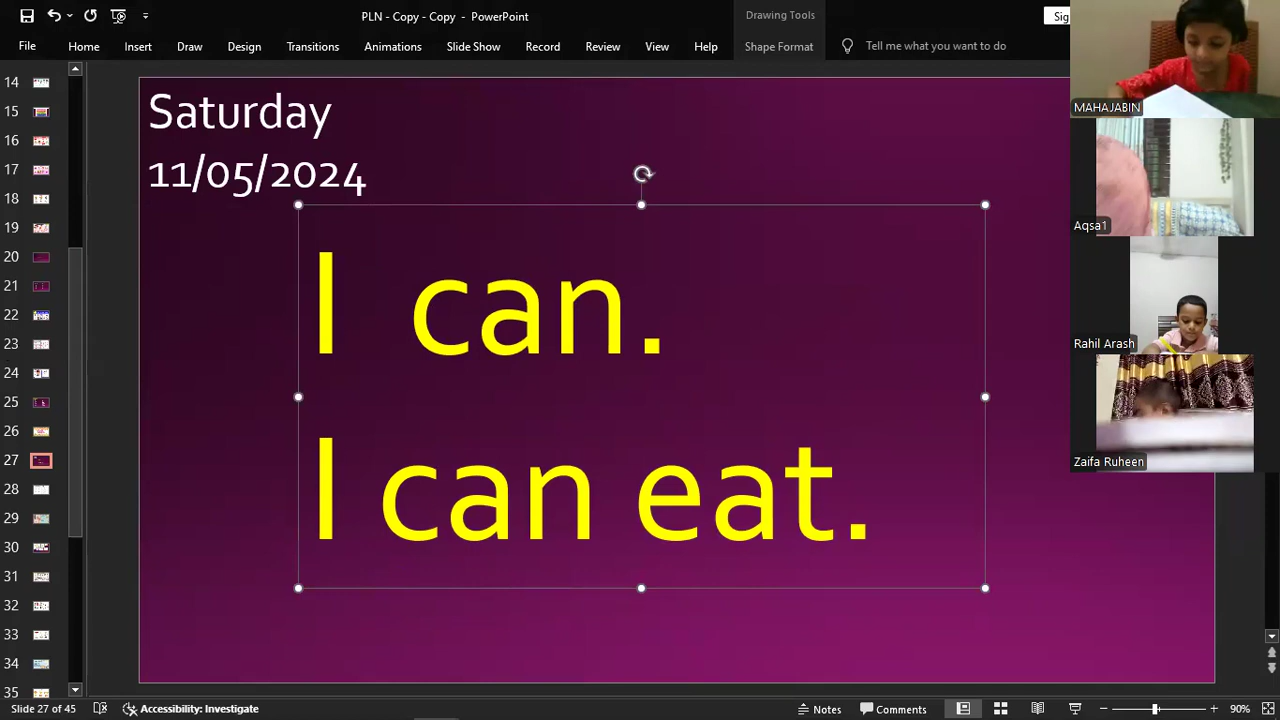 PLN - Copy - Copy - PowerPoint
Drawing Tools
File Home Insert Draw Design Transitions Animations Slide Show Record Review View Help Shape Format Tell me what you want to do
MAHAJABIN
Aqsa1
Rahil Arash
Zaifa Ruheen
14
15
16
17
18
19
20
21
22
23
24
25
26
27
28
29
30
31
32
33
34
35
Saturday
11/05/2024
I can.
I can eat.
Slide 27 of 45 Accessibility: Investigate Notes Comments 90%